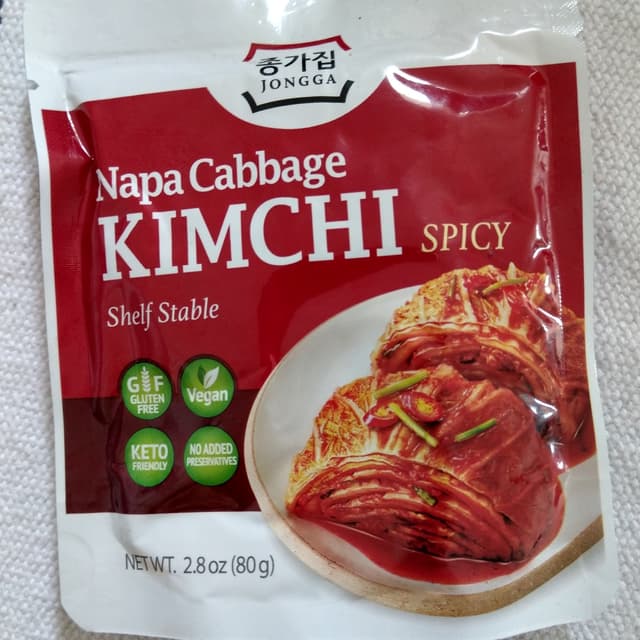 종가집
JONGGA
Napa Cabbage
KIMCHI SPICY
Shelf Stable
GF
GLUTEN
FREE
Vegan
KETO
FRIENDLY
NO ADDED
PRESERVATIVES
NET WT. 2.8 oz (80g)